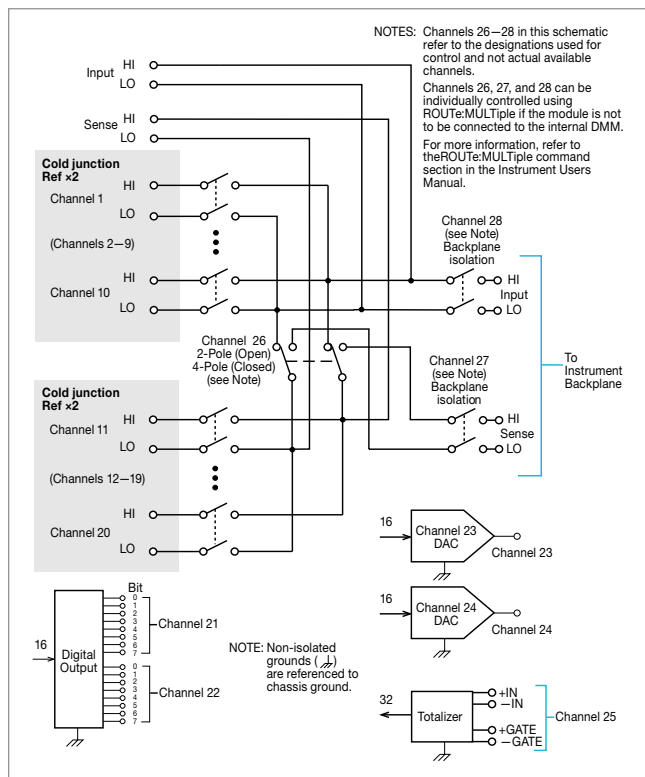 NOTES: Channels 26—28 in this schematic
refer to the designations used for
control and not actual available
channels.
Channels 26, 27, and 28 can be
individually controlled using
ROUTe:MULTiple if the module is not
to be connected to the internal DMM.
For more information, refer to
theROUTe:MULTiple command
section in the Instrument Users
Manual.
Input
HI
LO
Sense
HI
LO
Cold junction
Ref ×2
Channel 1
HI
LO
(Channels 2—9)
Channel 10
HI
LO
Channel 28
(see Note)
Backplane
isolation
HI
Input
LO
Channel 26
2-Pole (Open)
4-Pole (Closed)
(see Note)
Channel 27
(see Note)
Backplane
isolation
HI
Sense
LO
To
Instrument
Backplane
Cold junction
Ref ×2
Channel 11
HI
LO
(Channels 12—19)
Channel 20
HI
LO
16
Channel 23
DAC
Channel 23
16
Channel 24
DAC
Channel 24
Bit
16
Digital
Output
0
1
2
3
4
5
6
7
Channel 21
0
1
2
3
4
5
6
7
Channel 22
NOTE: Non-isolated
grounds ( )
are referenced to
chassis ground.
32
Totalizer
+IN
—IN
+GATE
—GATE
Channel 25